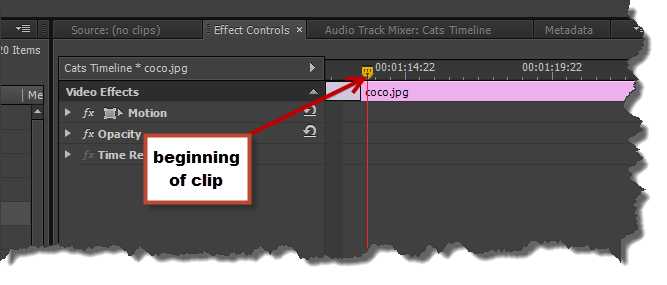 Source: (no clips) Effect Controls × Audio Track Mixer: Cats Timeline Metadata
20 Items
Cats Timeline * coco.jpg 00:01:14:22 00:01:19:22
Me Video Effects coco.jpg
fx Motion
fx Opacity
fx Time Re
beginning
of clip